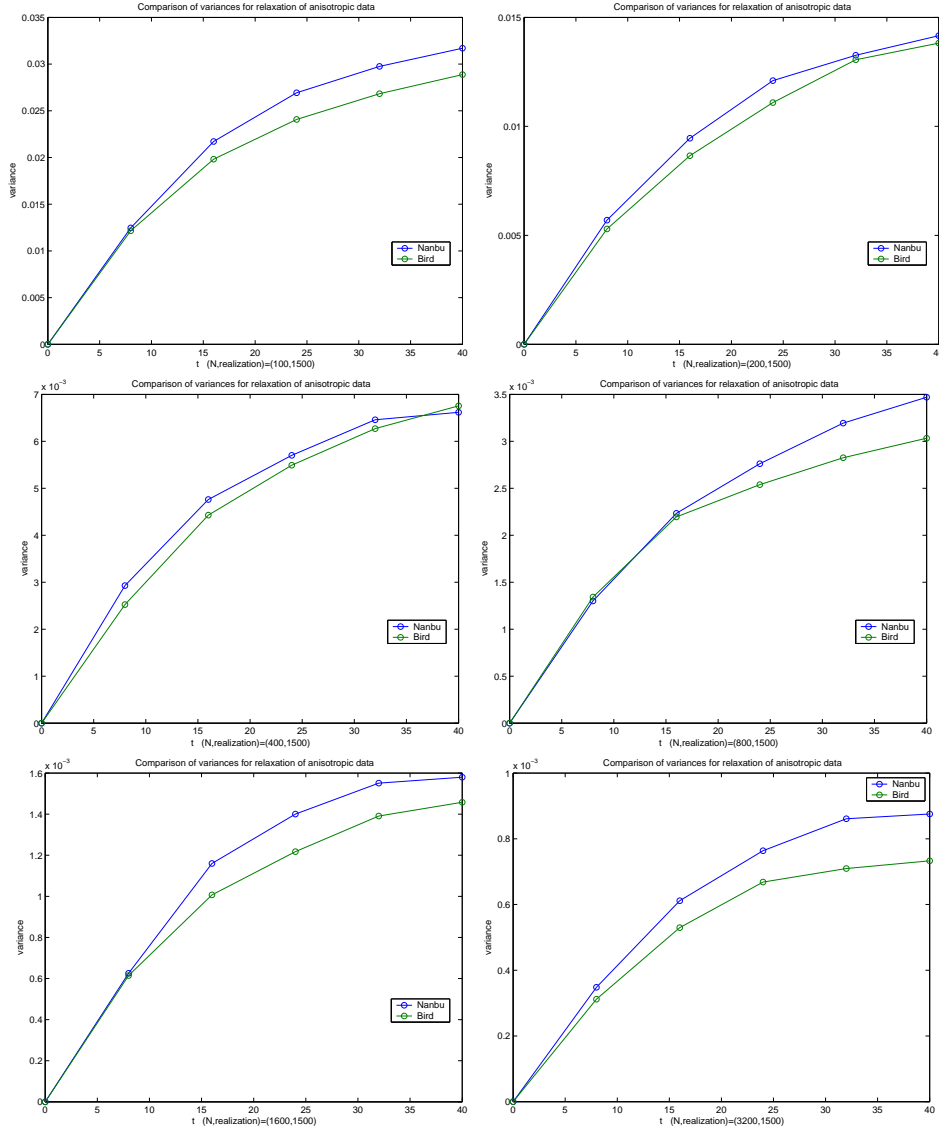 Comparison of variances for relaxation of anisotropic data
0.035
0.03
0.025
0.02
0.015
0.01
0.005
0
variance
Nanbu
Bird
0 5 10 15 20 25 30 35 40
t (N,realization)=(100,1500)
Comparison of variances for relaxation of anisotropic data
0.015
0.01
0.005
0
variance
Nanbu
Bird
0 5 10 15 20 25 30 35 40
t (N,realization)=(200,1500)
x 10⁻³
Comparison of variances for relaxation of anisotropic data
7
6
5
4
3
2
1
0
variance
Nanbu
Bird
0 5 10 15 20 25 30 35 40
t (N,realization)=(400,1500)
x 10⁻³
Comparison of variances for relaxation of anisotropic data
3.5
3
2.5
2
1.5
1
0.5
0
variance
Nanbu
Bird
0 5 10 15 20 25 30 35 40
t (N,realization)=(800,1500)
x 10⁻³
Comparison of variances for relaxation of anisotropic data
1.6
1.4
1.2
1
0.8
0.6
0.4
0.2
0
variance
Nanbu
Bird
0 5 10 15 20 25 30 35 40
t (N,realization)=(1600,1500)
x 10⁻³
Comparison of variances for relaxation of anisotropic data
1
0.8
0.6
0.4
0.2
0
variance
Nanbu
Bird
0 5 10 15 20 25 30 35 40
t (N,realization)=(3200,1500)